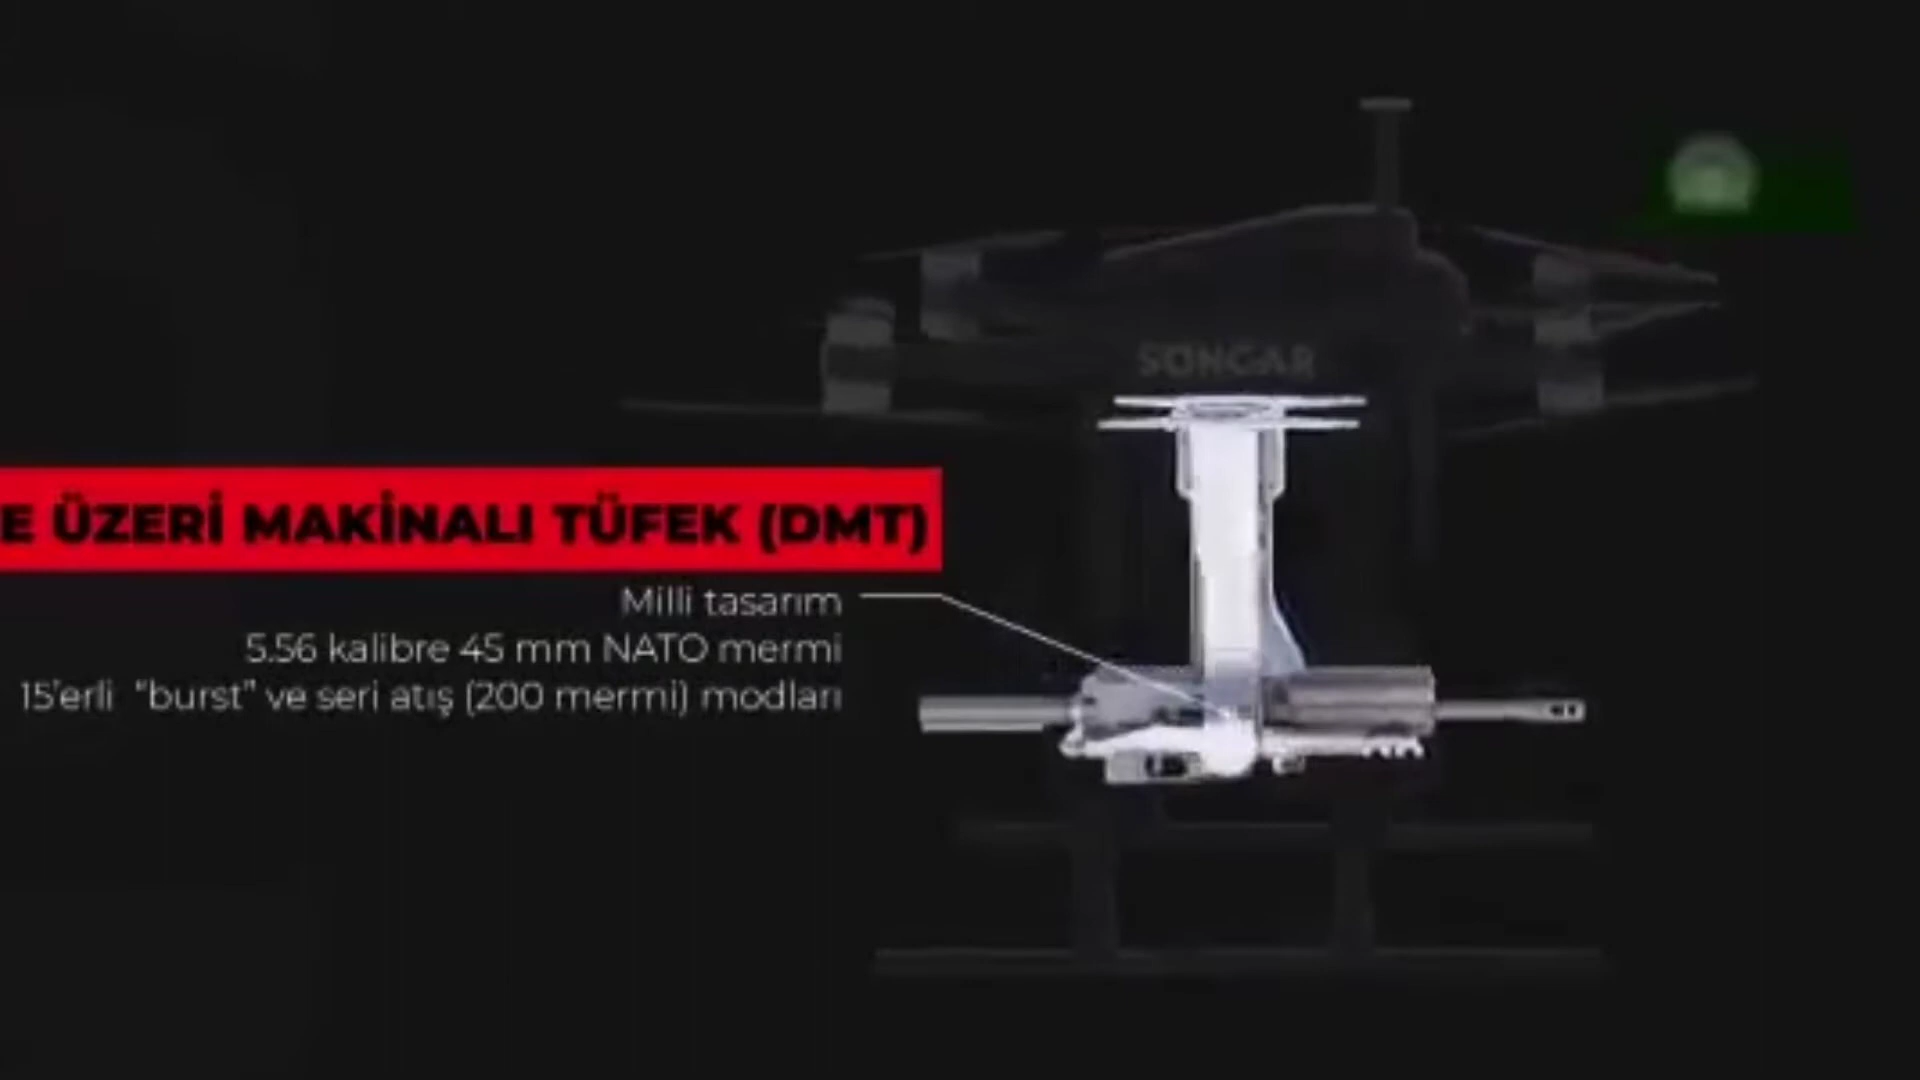 SONGAR
E ÜZERİ MAKİNALI TÜFEK (DMT)
Milli tasarım
5.56 kalibre 45 mm NATO mermi
15'erli “burst” ve seri atış (200 mermi) modları